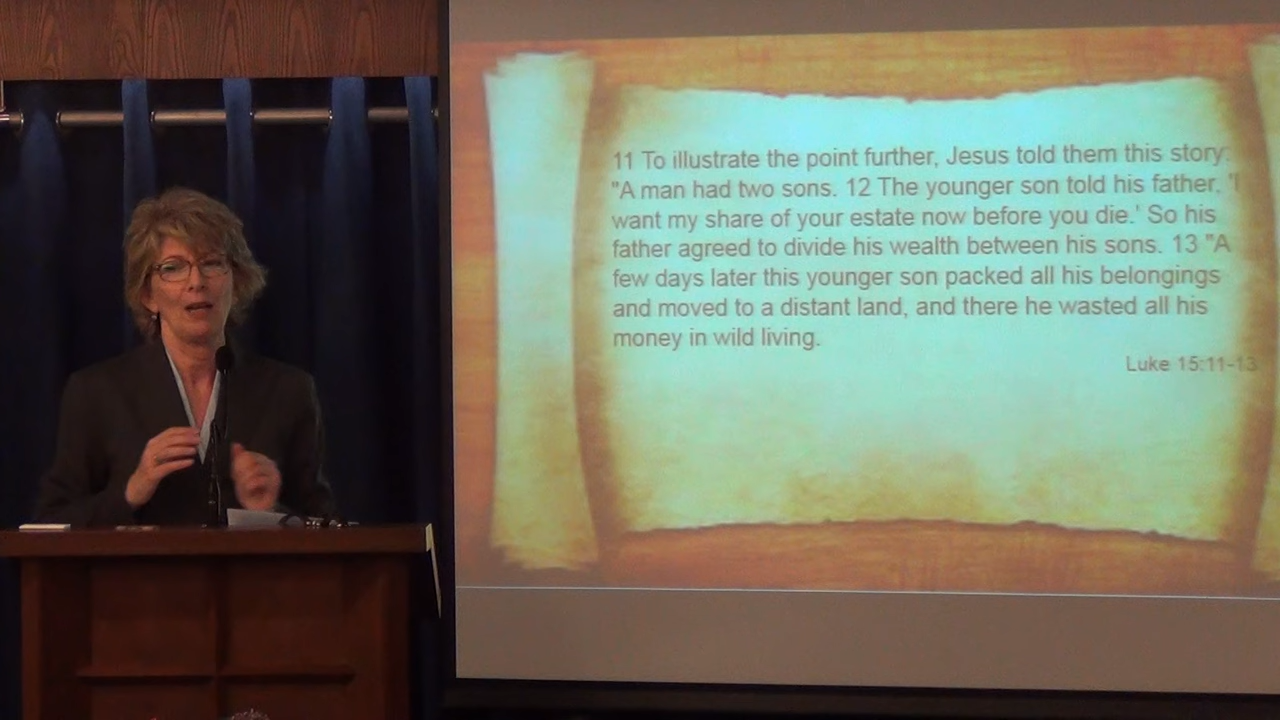 11 To illustrate the point further, Jesus told them this story:
"A man had two sons. 12 The younger son told his father, 'I
want my share of your estate now before you die.' So his
father agreed to divide his wealth between his sons. 13 "A
few days later this younger son packed all his belongings
and moved to a distant land, and there he wasted all his
money in wild living.
Luke 15:11-13